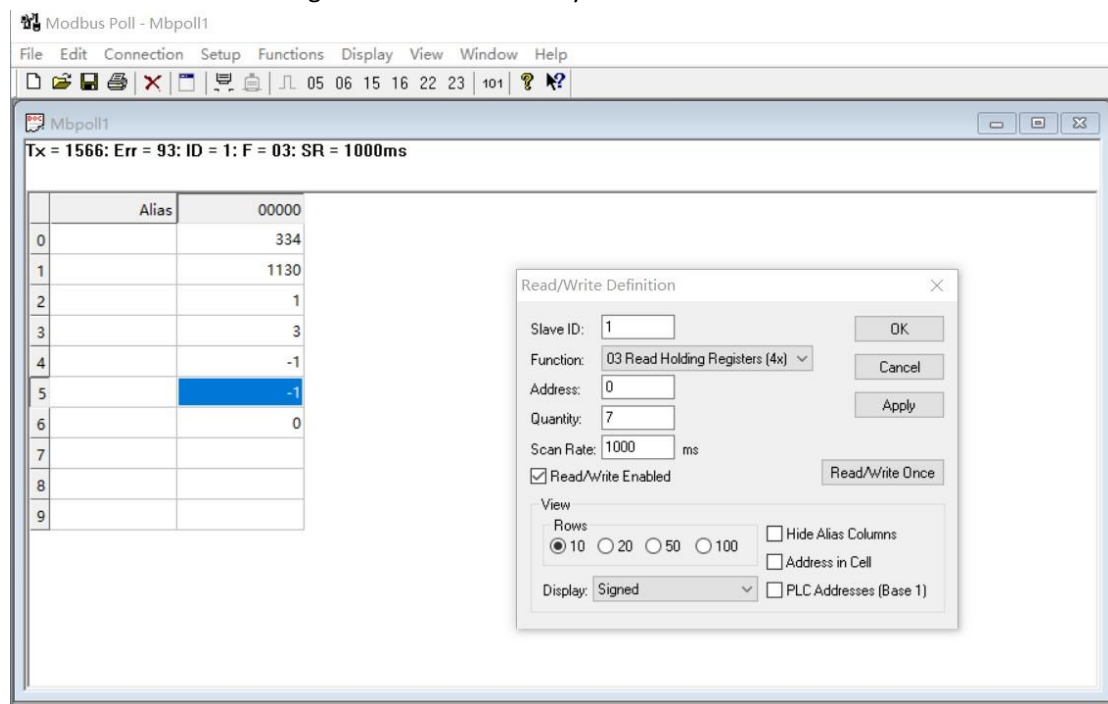 Modbus Poll - Mbpoll1
File Edit Connection Setup Functions Display View Window Help
05 06 15 16 22 23 101
Mbpoll1
Tx = 1566: Err = 93: ID = 1: F = 03: SR = 1000ms
Alias 00000
0 334
1 1130
2 1
3 3
4 -1
5 -1
6 0
7
8
9
Read/Write Definition
Slave ID: 1 OK
Function: 03 Read Holding Registers (4x) Cancel
Address: 0
Quantity: 7 Apply
Scan Rate: 1000 ms
Read/Write Enabled Read/Write Once
View
Rows
10 20 50 100 Hide Alias Columns
Address in Cell
Display: Signed PLC Addresses (Base 1)